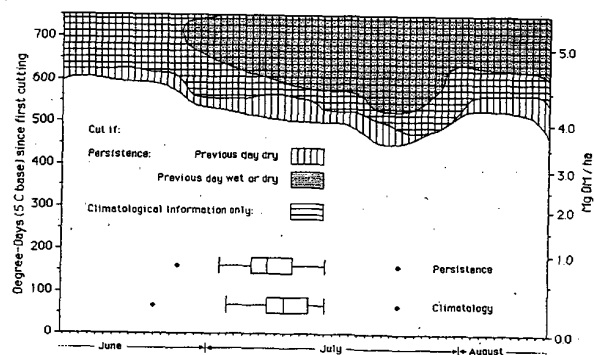 700
600
500
400
300
200
100
0
Degree-Days (5 C base) since first cutting
5.0
4.0
3.0
2.0
1.0
0.0
Mg DM/ha
Cut if:
Persistence: Previous day dry
Previous day wet or dry
Climatological Information only:
Persistence
Climatology
June July August